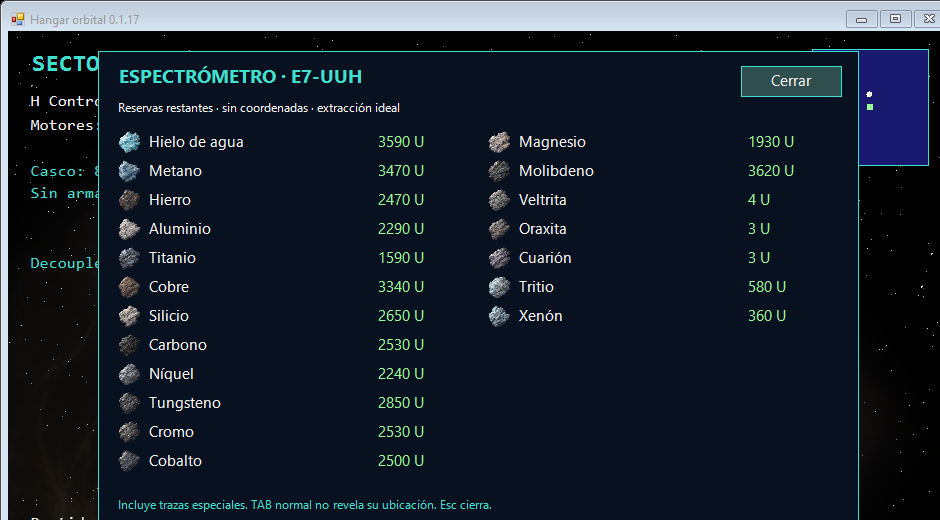 Hangar orbital 0.1.17
SECTO
ESPECTRÓMETRO · E7-UUH
Cerrar
H Contro
Reservas restantes · sin coordenadas · extracción ideal
Motores:
Hielo de agua 3590 U Magnesio 1930 U
Metano 3470 U Molibdeno 3620 U
Casco: 8
Sin arma
Hierro 2470 U Veltrita 4 U
Aluminio 2290 U Oraxita 3 U
Titanio 1590 U Cuarión 3 U
Decouple
Cobre 3340 U Tritio 580 U
Silicio 2650 U Xenón 360 U
Carbono 2530 U
Níquel 2240 U
Tungsteno 2850 U
Cromo 2530 U
Cobalto 2500 U
Incluye trazas especiales. TAB normal no revela su ubicación. Esc cierra.